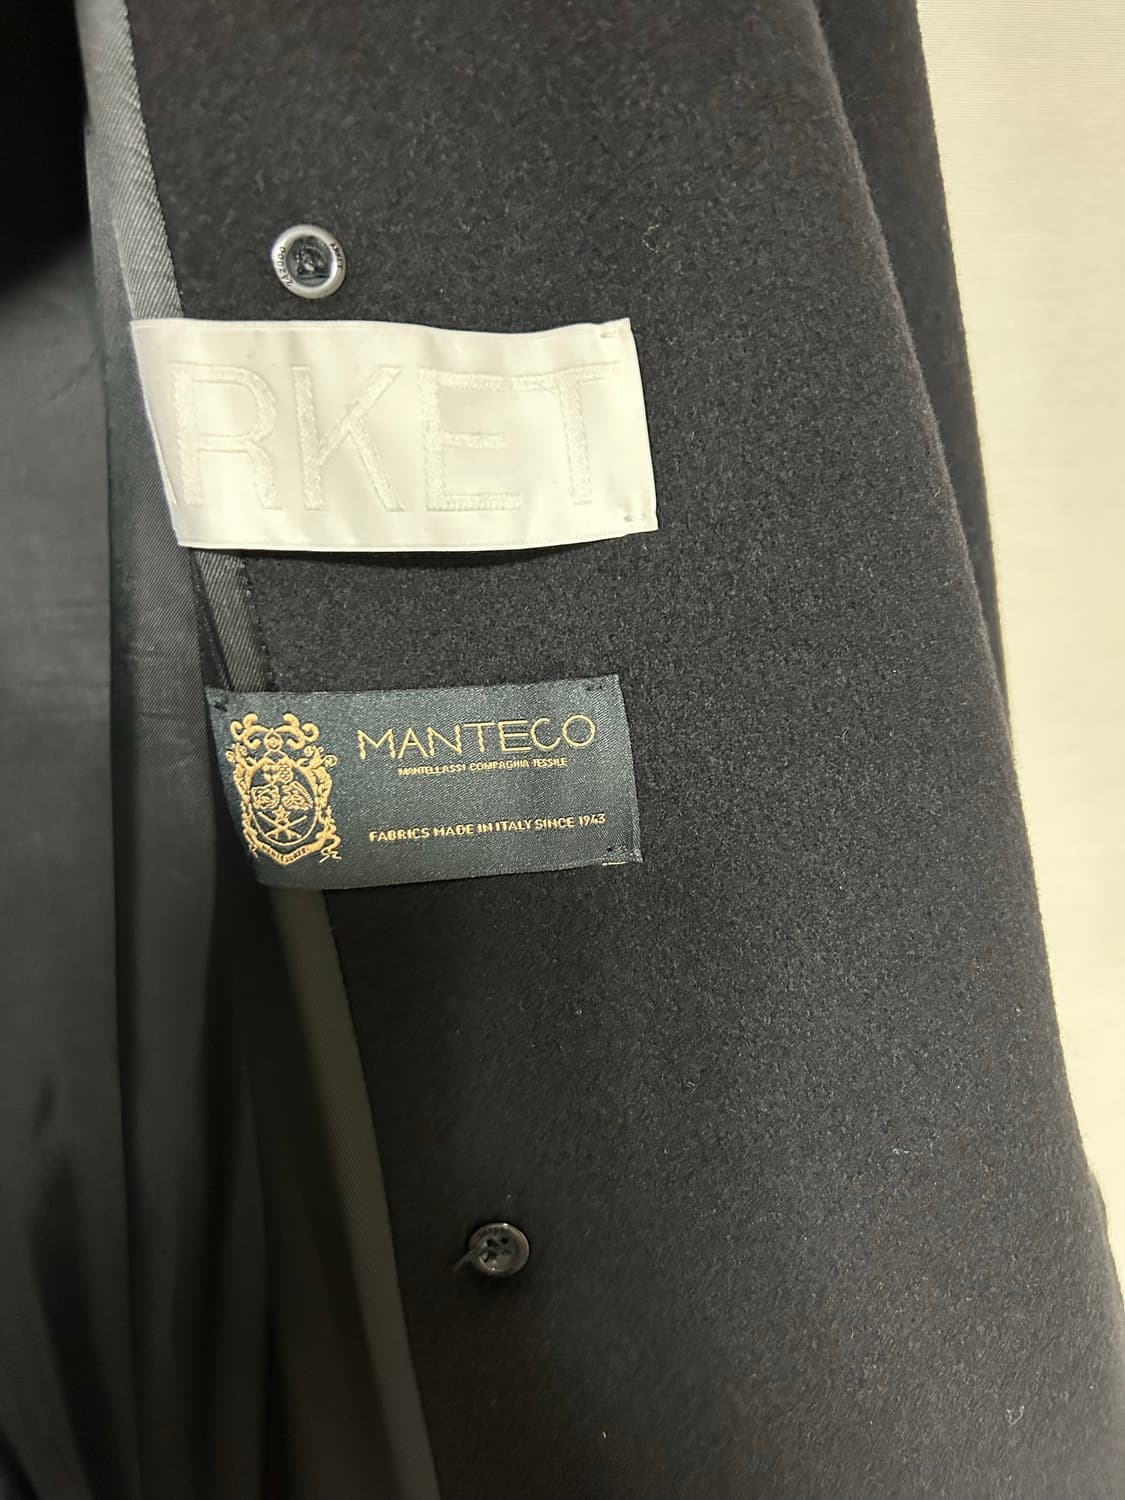 RKET
MANTECO
MANTELLASSI COMPAGNIA TESSILE
FABRICS MADE IN ITALY SINCE 1943